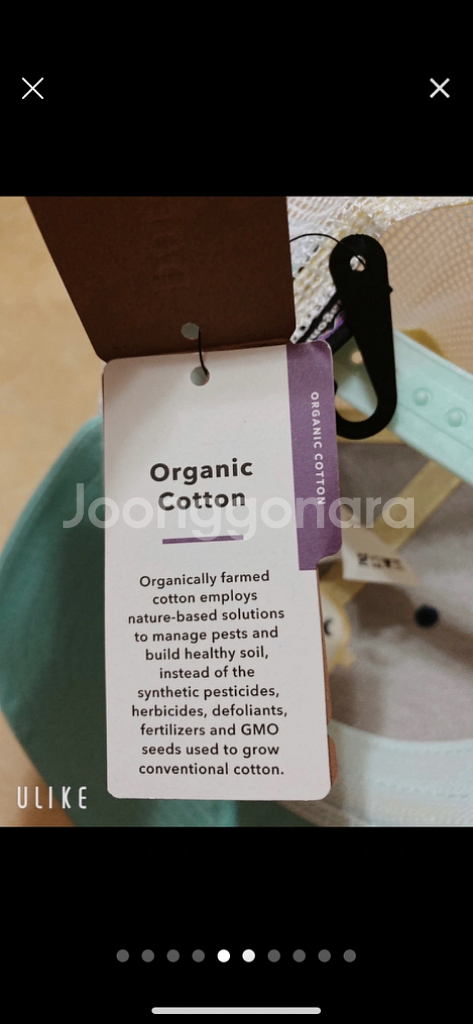 ORGANIC COTTON
Organic
Cotton
Joonggonara
Organically farmed
cotton employs
nature-based solutions
to manage pests and
build healthy soil,
instead of the
synthetic pesticides,
herbicides, defoliants,
fertilizers and GMO
seeds used to grow
conventional cotton.
ULIKE